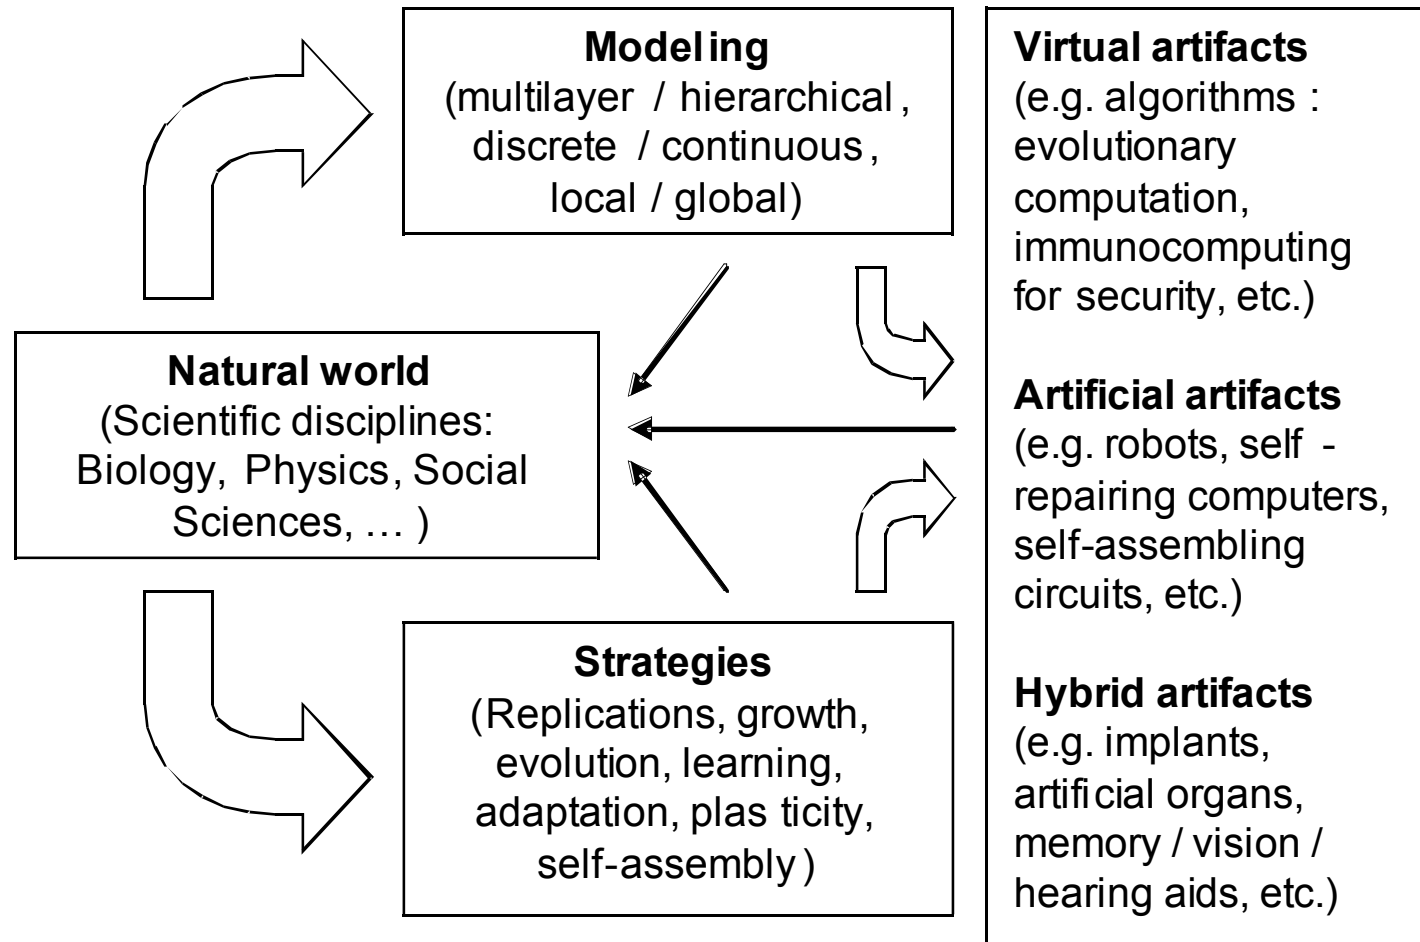 Modeling
(multilayer / hierarchical,
discrete / continuous,
local / global)
Natural world
(Scientific disciplines:
Biology, Physics, Social
Sciences, … )
Strategies
(Replications, growth,
evolution, learning,
adaptation, plas ticity,
self-assembly)
Virtual artifacts
(e.g. algorithms :
evolutionary
computation,
immunocomputing
for security, etc.)
Artificial artifacts
(e.g. robots, self -
repairing computers,
self-assembling
circuits, etc.)
Hybrid artifacts
(e.g. implants,
artificial organs,
memory / vision /
hearing aids, etc.)